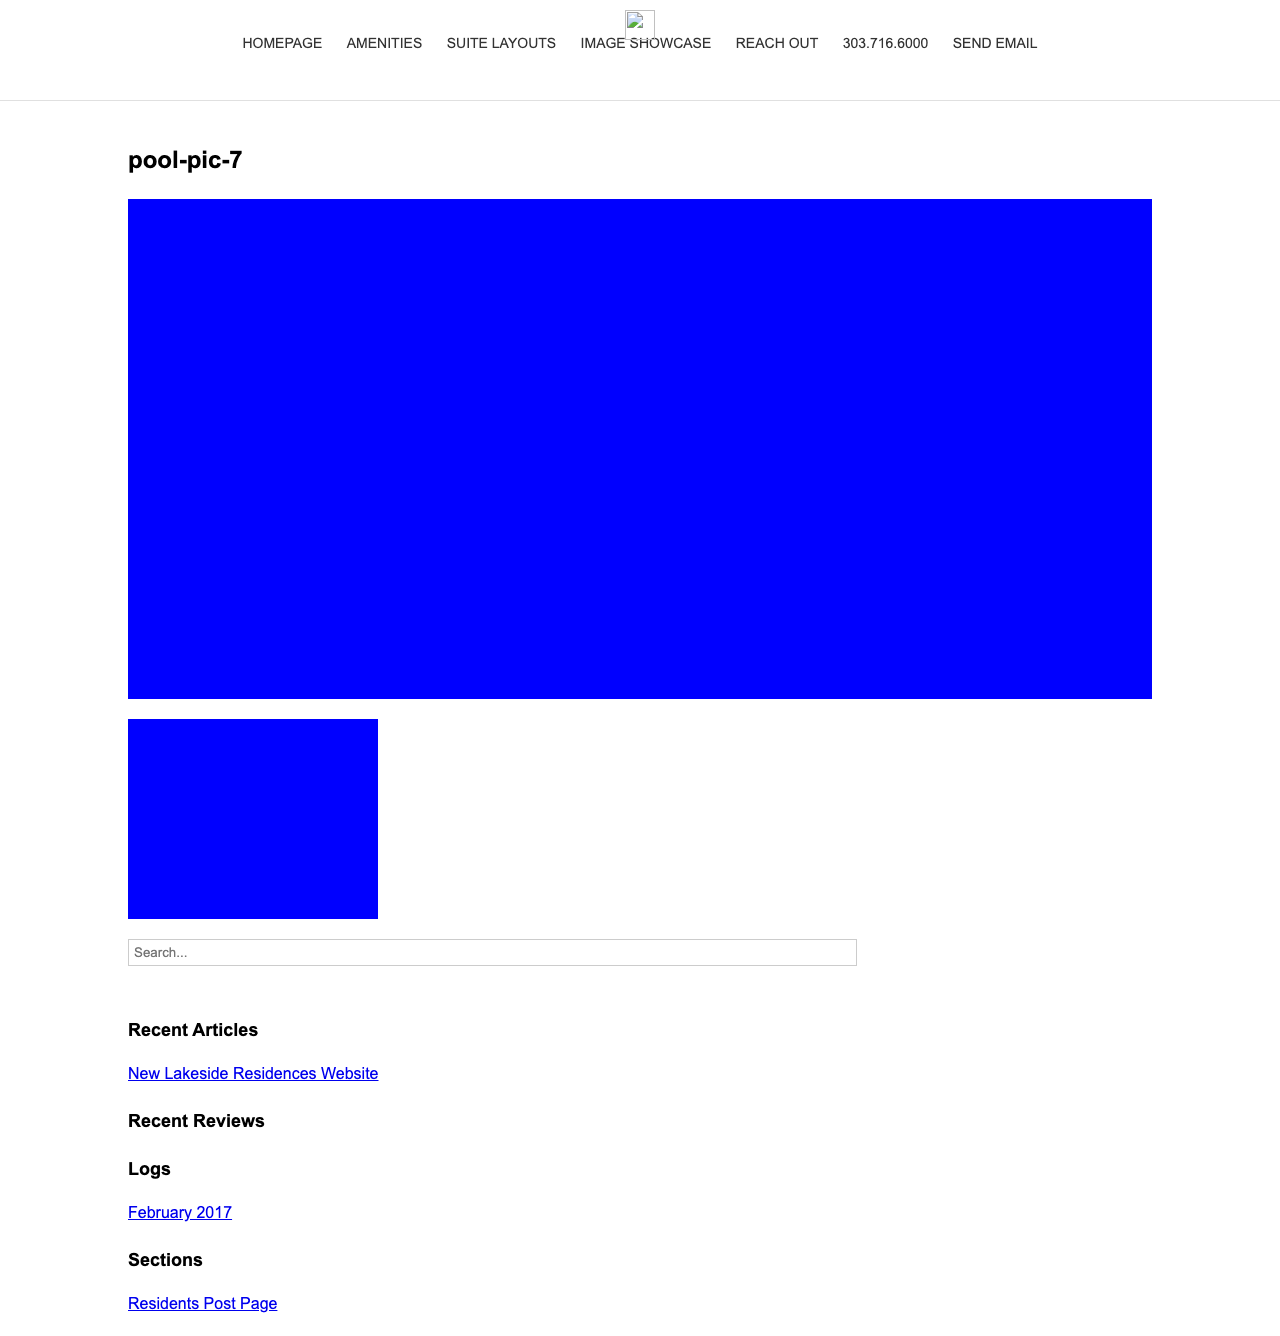 HOMEPAGE AMENITIES SUITE LAYOUTS IMAGE SHOWCASE REACH OUT 303.716.6000 SEND EMAIL
pool-pic-7
Search...
Recent Articles
New Lakeside Residences Website
Recent Reviews
Logs
February 2017
Sections
Residents Post Page